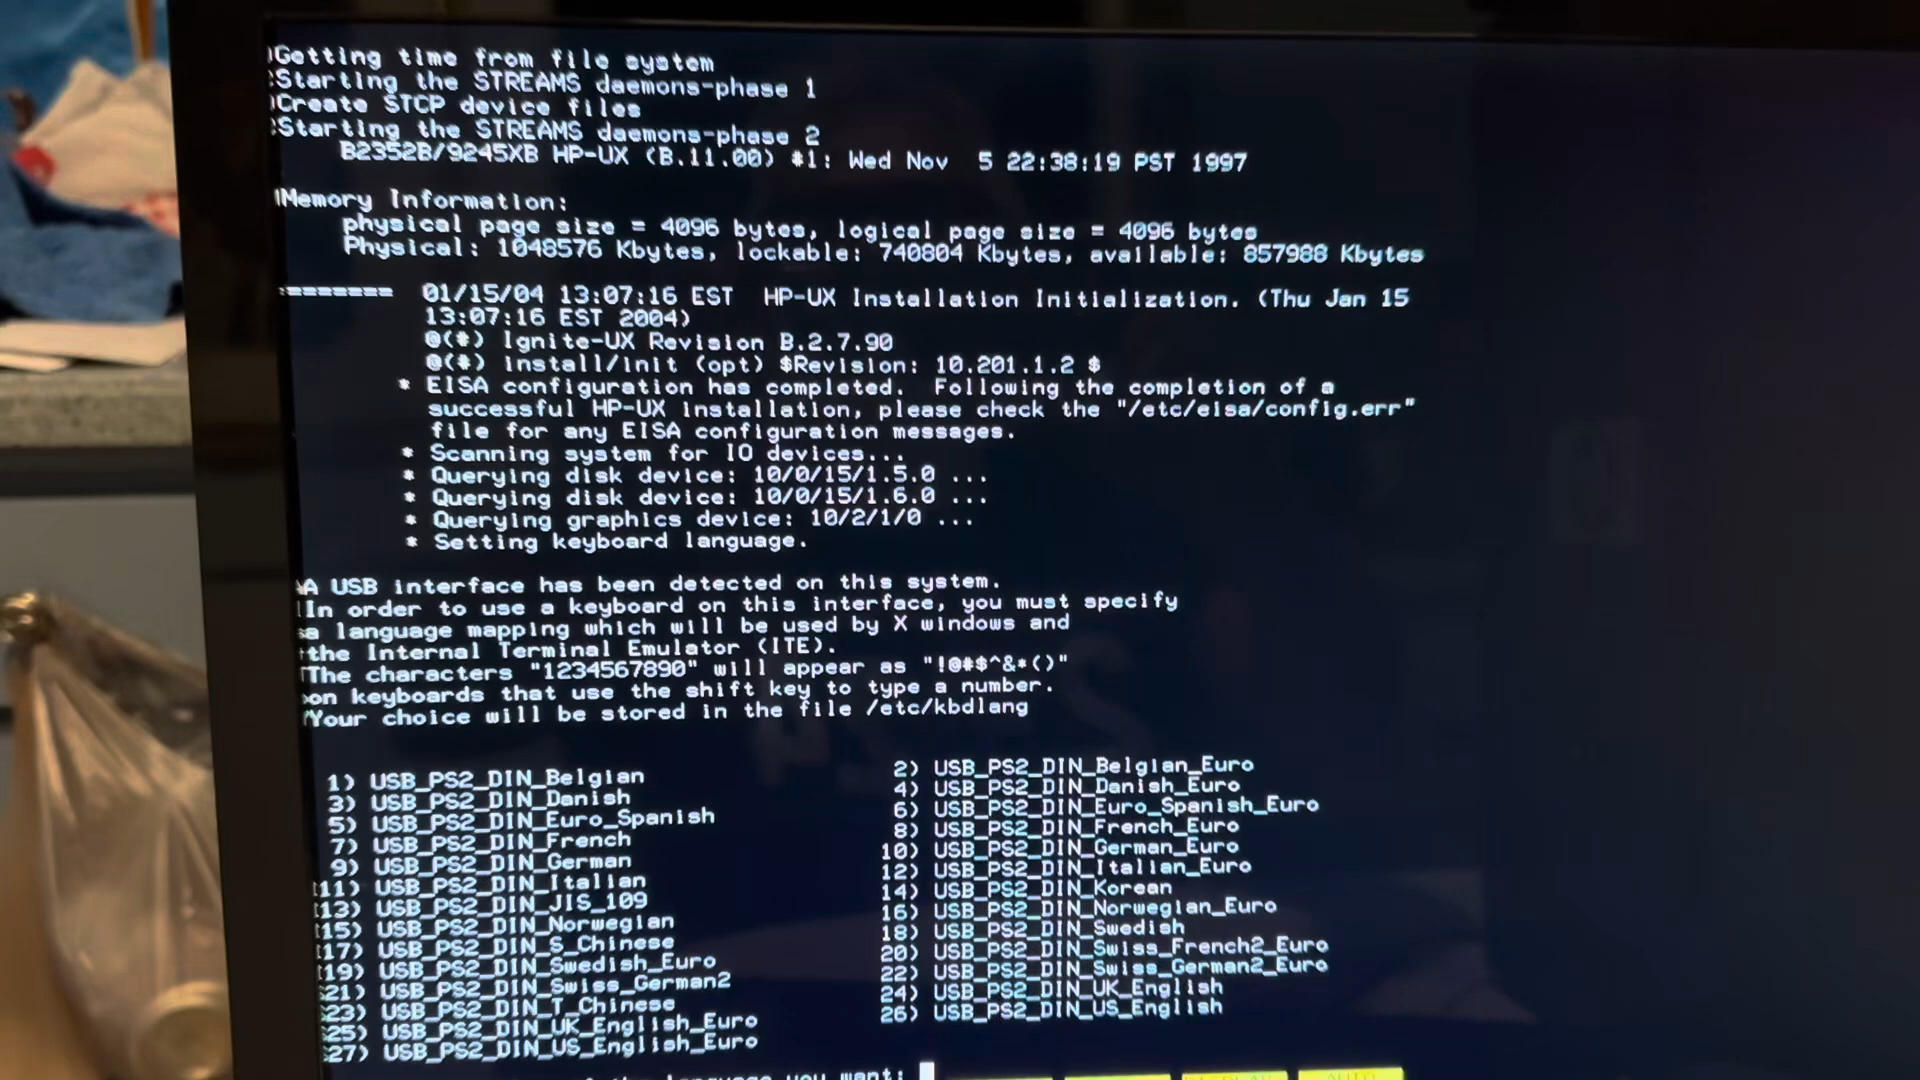 Getting time from file system
Starting the STREAMS daemons-phase 1
Create STCP device files
Starting the STREAMS daemons-phase 2
B2352B/9245XB HP-UX (B.11.00) #1: Wed Nov 5 22:38:19 PST 1997
Memory Information:
physical page size = 4096 bytes, logical page size = 4096 bytes
Physical: 1048576 Kbytes, lockable: 740804 Kbytes, available: 857988 Kbytes
======= 01/15/04 13:07:16 EST HP-UX Installation Initialization. (Thu Jan 15
13:07:16 EST 2004)
@(#) Ignite-UX Revision B.2.7.90
@(#) install/init (opt) $Revision: 10.201.1.2 $
* EISA configuration has completed. Following the completion of a
successful HP-UX installation, please check the "/etc/eisa/config.err"
file for any EISA configuration messages.
* Scanning system for IO devices...
* Querying disk device: 10/0/15/1.5.0 ...
* Querying disk device: 10/0/15/1.6.0 ...
* Querying graphics device: 10/2/1/0 ...
* Setting keyboard language.
A USB interface has been detected on this system.
In order to use a keyboard on this interface, you must specify
a language mapping which will be used by X windows and
the Internal Terminal Emulator (ITE).
The characters "1234567890" will appear as "!@#$^&*()"
on keyboards that use the shift key to type a number.
Your choice will be stored in the file /etc/kbdlang
1) USB_PS2_DIN_Belgian 2) USB_PS2_DIN_Belgian_Euro
3) USB_PS2_DIN_Danish 4) USB_PS2_DIN_Danish_Euro
5) USB_PS2_DIN_Euro_Spanish 6) USB_PS2_DIN_Euro_Spanish_Euro
7) USB_PS2_DIN_French 8) USB_PS2_DIN_French_Euro
9) USB_PS2_DIN_German 10) USB_PS2_DIN_German_Euro
11) USB_PS2_DIN_Italian 12) USB_PS2_DIN_Italian_Euro
13) USB_PS2_DIN_JIS_109 14) USB_PS2_DIN_Korean
15) USB_PS2_DIN_Norwegian 16) USB_PS2_DIN_Norwegian_Euro
17) USB_PS2_DIN_S_Chinese 18) USB_PS2_DIN_Swedish
19) USB_PS2_DIN_Swedish_Euro 20) USB_PS2_DIN_Swiss_French2_Euro
21) USB_PS2_DIN_Swiss_German2 22) USB_PS2_DIN_Swiss_German2_Euro
23) USB_PS2_DIN_T_Chinese 24) USB_PS2_DIN_UK_English
25) USB_PS2_DIN_UK_English_Euro 26) USB_PS2_DIN_US_English
27) USB_PS2_DIN_US_English_Euro
the language you want: